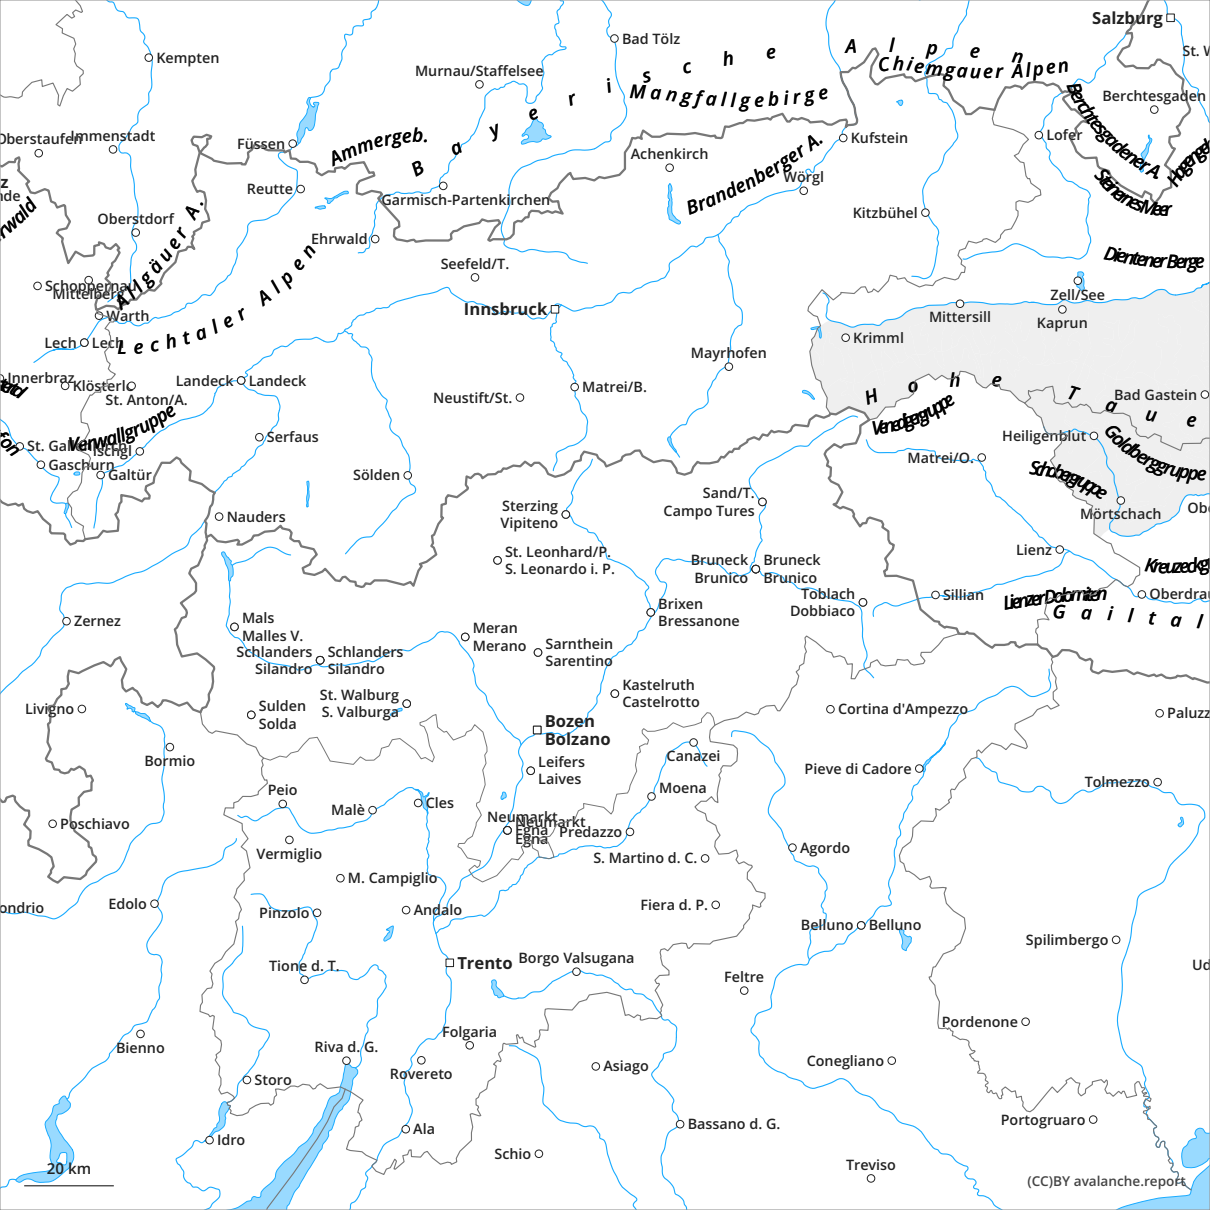 Salzburg
Bad Tölz
Bayerische Alpen
St. W
Kempten
Murnau/Staffelsee
Chiemgauer Alpen
Mangfallgebirge
Berchtesgaden
Berchtesgadener A.
Oberstaufen
Immenstadt
Füssen
Ammergeb.
Achenkirch
Brandenberger A.
Kufstein
Lofer
Reutte
Garmisch-Partenkirchen
Wörgl
Steinernes Meer
Oberstdorf
Allgäuer A.
Ehrwald
Kitzbühel
Seefeld/T.
Dientener Berge
Schoppernau
Mittelberg
Zell/See
Warth
Lechtaler Alpen
Innsbruck
Mittersill
Kaprun
Lech
Lech
Krimml
Mayrhofen
Innerbraz
Klösterle
St. Anton/A.
Landeck
Landeck
Neustift/St.
Matrei/B.
Hohe Taue
Bad Gastein
Venedigergruppe
Verwallgruppe
Serfaus
Heiligenblut
Goldberggruppe
St. Gallenkirch
Ischgl
Gaschurn
Galtür
Sölden
Matrei/O.
Schobergruppe
Sand/T.
Campo Tures
Sterzing
Vipiteno
Mörtschach
Nauders
St. Leonhard/P.
S. Leonardo i. P.
Bruneck
Brunico
Bruneck
Brunico
Lienz
Toblach
Dobbiaco
Sillian
Lienzer Dolomiten
Oberdrau
Gailtal
Zernez
Mals
Malles V.
Brixen
Bressanone
Meran
Merano
Schlanders
Silandro
Schlanders
Silandro
Sarnthein
Sarentino
Livigno
Sulden
Solda
St. Walburg
S. Valburga
Kastelruth
Castelrotto
Cortina d'Ampezzo
Paluzz
Bozen
Bolzano
Bormio
Canazei
Leifers
Laives
Pieve di Cadore
Tolmezzo
Peio
Malè
Cles
Moena
Poschiavo
Neumarkt
Egna
Neumarkt
Egna
Predazzo
Vermiglio
Agordo
S. Martino d. C.
M. Campiglio
Edolo
Pinzolo
Andalo
Fiera d. P.
Belluno
Belluno
Spilimbergo
Tione d. T.
Trento
Borgo Valsugana
Ud
Feltre
Pordenone
Bienno
Riva d. G.
Folgaria
Rovereto
Asiago
Conegliano
Storo
Portogruaro
Idro
Ala
Bassano d. G.
Schio
Treviso
20 km
(CC)BY avalanche.report